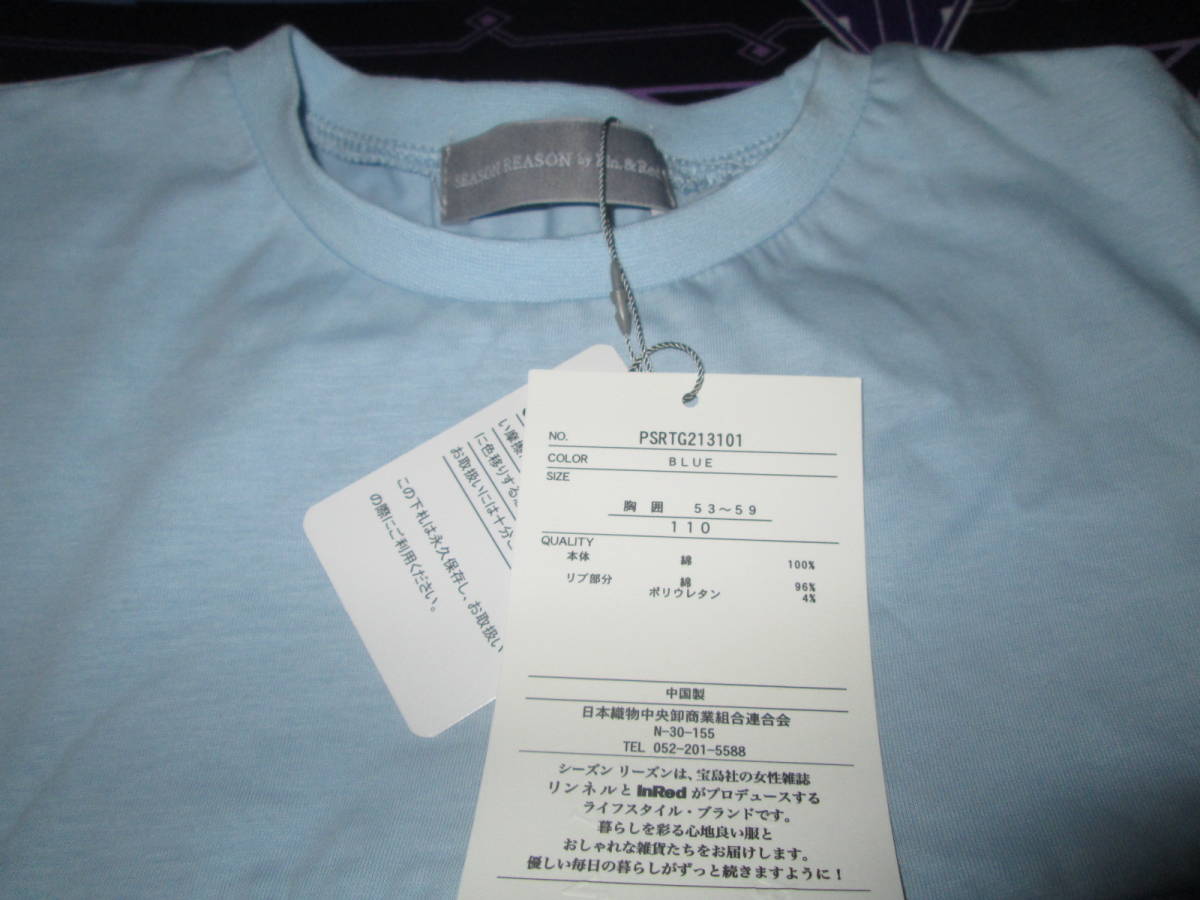 SEASON REASON by Lin. & Red
NO. PSRTG213101
COLOR BLUE
SIZE
胸 囲 53～59
110
QUALITY
本体 綿 100%
リブ部分 綿 96%
ポリウレタン 4%
中国製
日本織物中央卸商業組合連合会
N-30-155
TEL 052-201-5588
シーズン リーズンは、宝島社の女性雑誌
リンネルと InRed がプロデュースする
ライフスタイル・ブランドです。
暮らしを彩る心地良い服と
おしゃれな雑貨たちをお届けします。
優しい毎日の暮らしがずっと続きますように！
い摩擦
に色移りする
お取扱いには十分
この下札は永久保存し、お取扱い
の際にご利用ください。